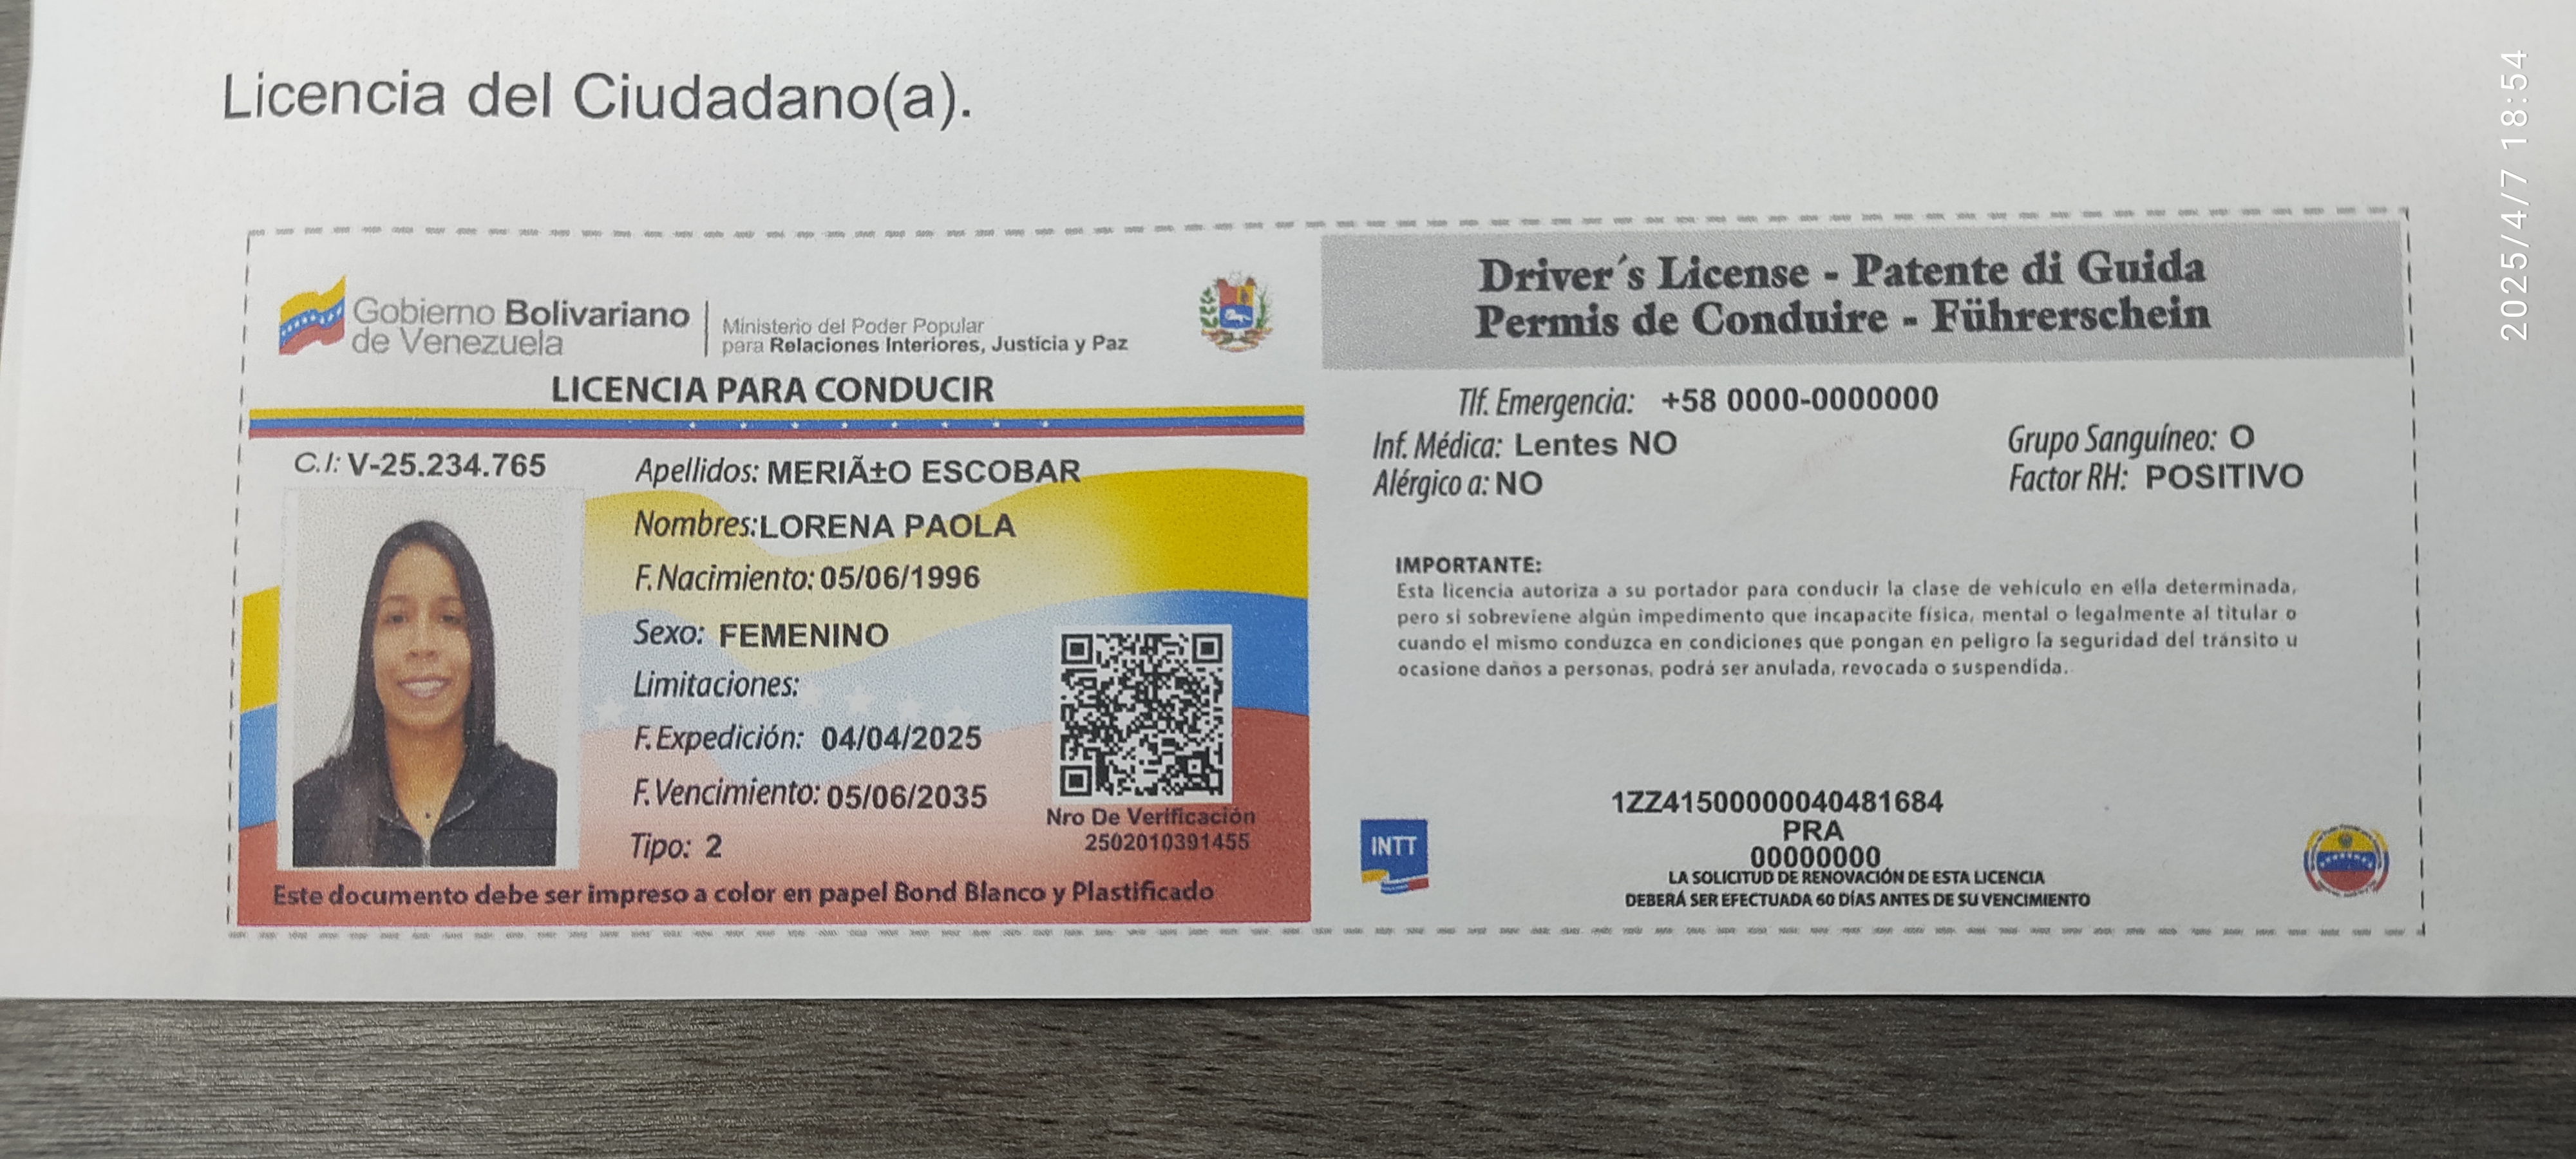 Licencia del Ciudadano(a).
Gobierno Bolivariano
de Venezuela
Ministerio del Poder Popular
para Relaciones Interiores, Justicia y Paz
LICENCIA PARA CONDUCIR
C.I: V-25.234.765
Apellidos: MERIÃ±O ESCOBAR
Nombres:LORENA PAOLA
F.Nacimiento: 05/06/1996
Sexo: FEMENINO
Limitaciones:
F.Expedición: 04/04/2025
F.Vencimiento: 05/06/2035
Tipo: 2
Nro De Verificación
2502010391455
Este documento debe ser impreso a color en papel Bond Blanco y Plastificado
Driver´s License - Patente di Guida
Permis de Conduire - Führerschein
Tlf. Emergencia: +58 0000-0000000
Inf. Médica: Lentes NO
Grupo Sanguíneo: O
Alérgico a: NO
Factor RH: POSITIVO
IMPORTANTE:
Esta licencia autoriza a su portador para conducir la clase de vehículo en ella determinada,
pero si sobreviene algún impedimento que incapacite física, mental o legalmente al titular o
cuando el mismo conduzca en condiciones que pongan en peligro la seguridad del tránsito u
ocasione daños a personas, podrá ser anulada, revocada o suspendida.
1ZZ41500000040481684
PRA
00000000
LA SOLICITUD DE RENOVACIÓN DE ESTA LICENCIA
DEBERÁ SER EFECTUADA 60 DÍAS ANTES DE SU VENCIMIENTO
INTT
2025/4/7 18:54